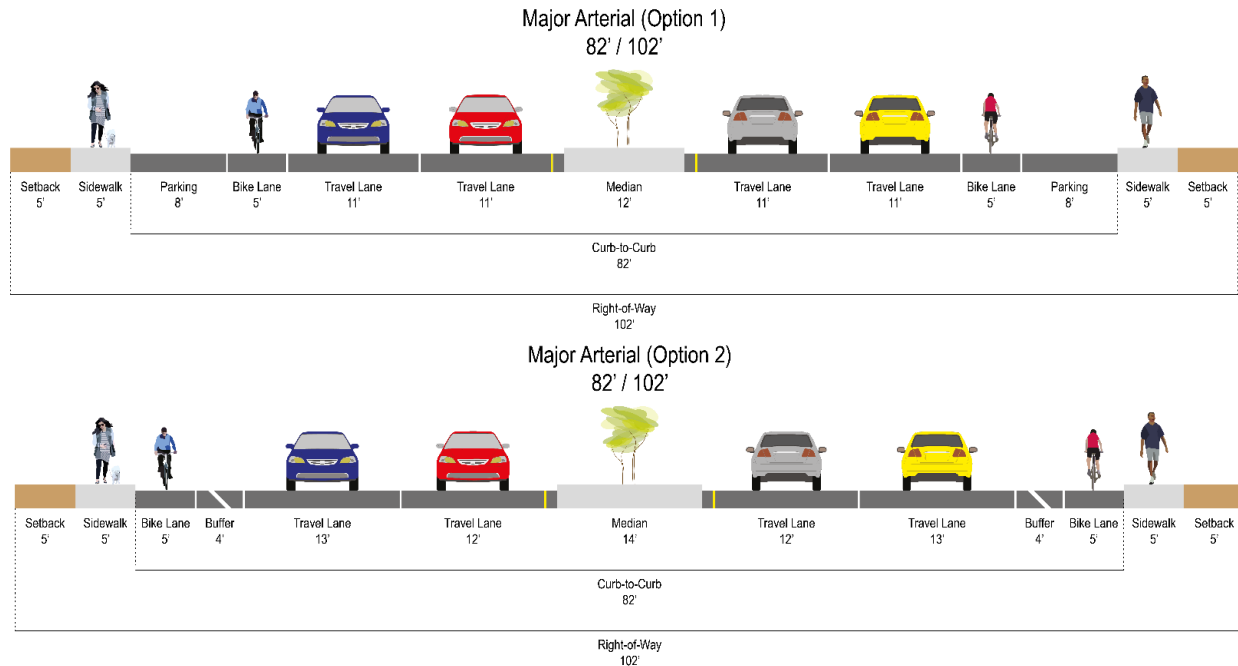 Major Arterial (Option 1)
82' / 102'
Setback Sidewalk Parking Bike Lane Travel Lane Travel Lane Median Travel Lane Travel Lane Bike Lane Parking Sidewalk Setback
5' 5' 8' 5' 11' 11' 12' 11' 11' 5' 8' 5' 5'
Curb-to-Curb
82'
Right-of-Way
102'
Major Arterial (Option 2)
82' / 102'
Setback Sidewalk Bike Lane Buffer Travel Lane Travel Lane Median Travel Lane Travel Lane Buffer Bike Lane Sidewalk Setback
5' 5' 5' 4' 13' 12' 14' 12' 13' 4' 5' 5' 5'
Curb-to-Curb
82'
Right-of-Way
102'